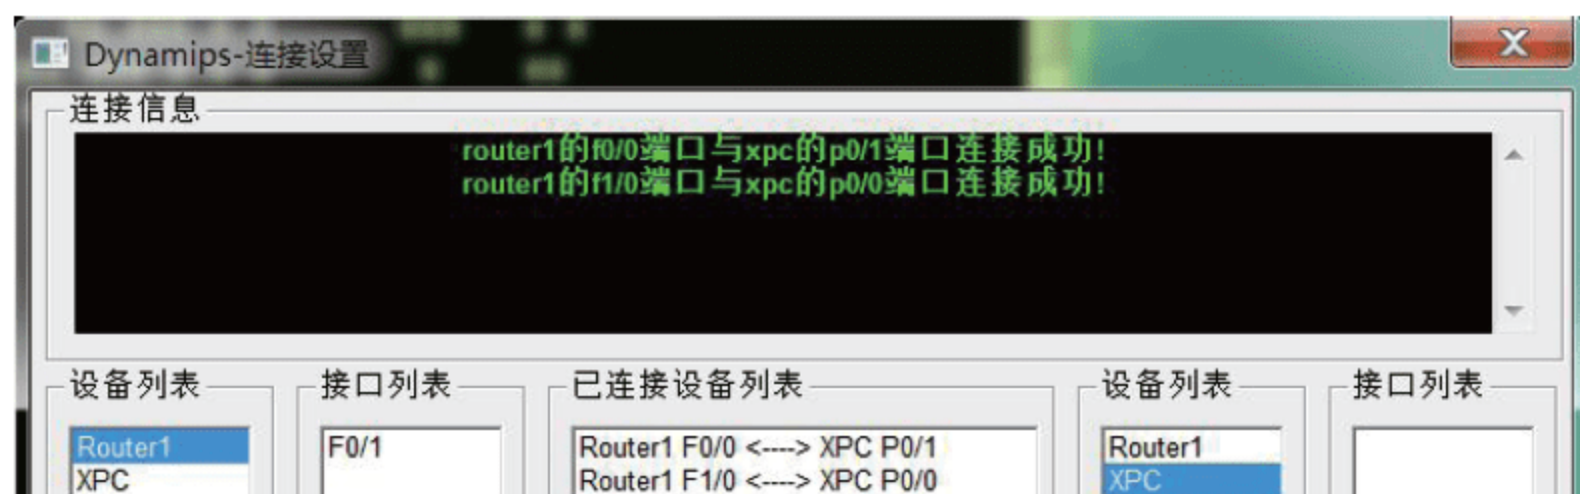 Dynamips-连接设置
连接信息
router1的f0/0端口与xpc的p0/1端口连接成功!
router1的f1/0端口与xpc的p0/0端口连接成功!
设备列表
接口列表
已连接设备列表
设备列表
接口列表
Router1
F0/1
Router1 F0/0 <----> XPC P0/1
Router1
XPC
Router1 F1/0 <----> XPC P0/0
XPC